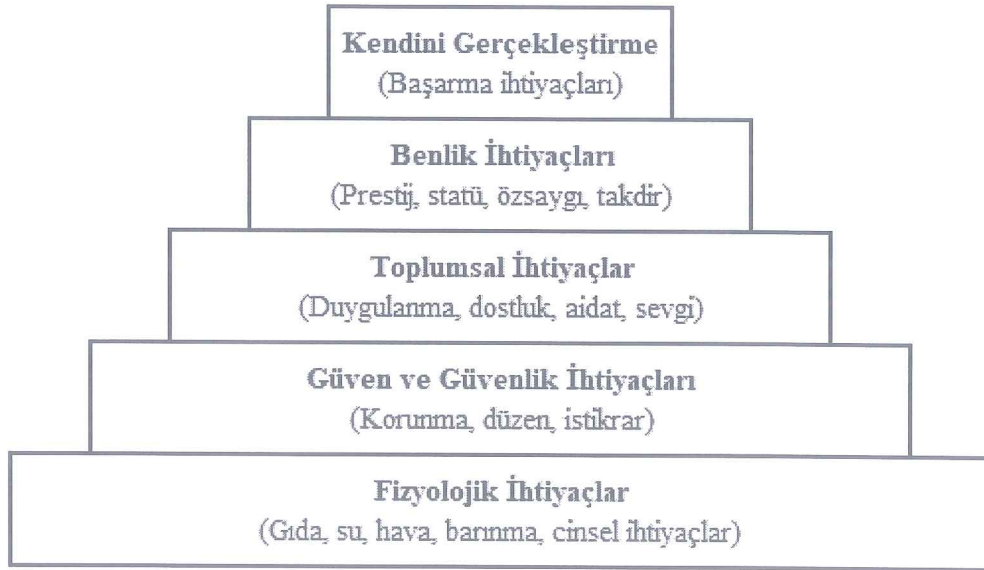 Kendini Gerçekleştirme
(Başarma ihtiyaçları)
Benlik İhtiyaçları
(Prestij, statü, özsaygı, takdir)
Toplumsal İhtiyaçlar
(Duygulanma, dostluk, aidat, sevgi)
Güven ve Güvenlik İhtiyaçları
(Korunma, düzen, istikrar)
Fizyolojik İhtiyaçlar
(Gıda, su, hava, barınma, cinsel ihtiyaçlar)